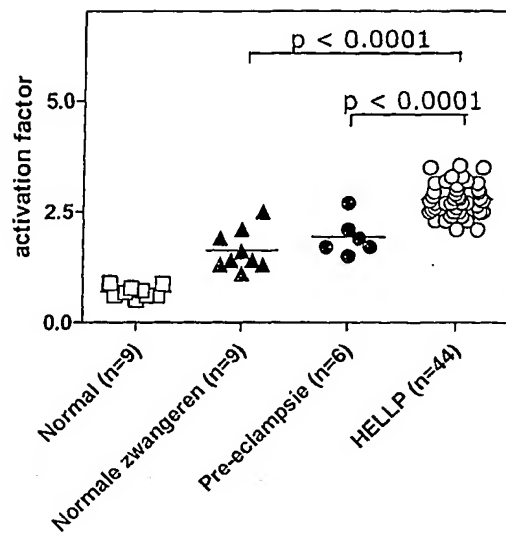 p < 0.0001
p < 0.0001
activation factor
5.0
2.5
0.0
Normal (n=9)
Normale zwangeren (n=9)
Pre-eclampsie (n=6)
HELLP (n=44)